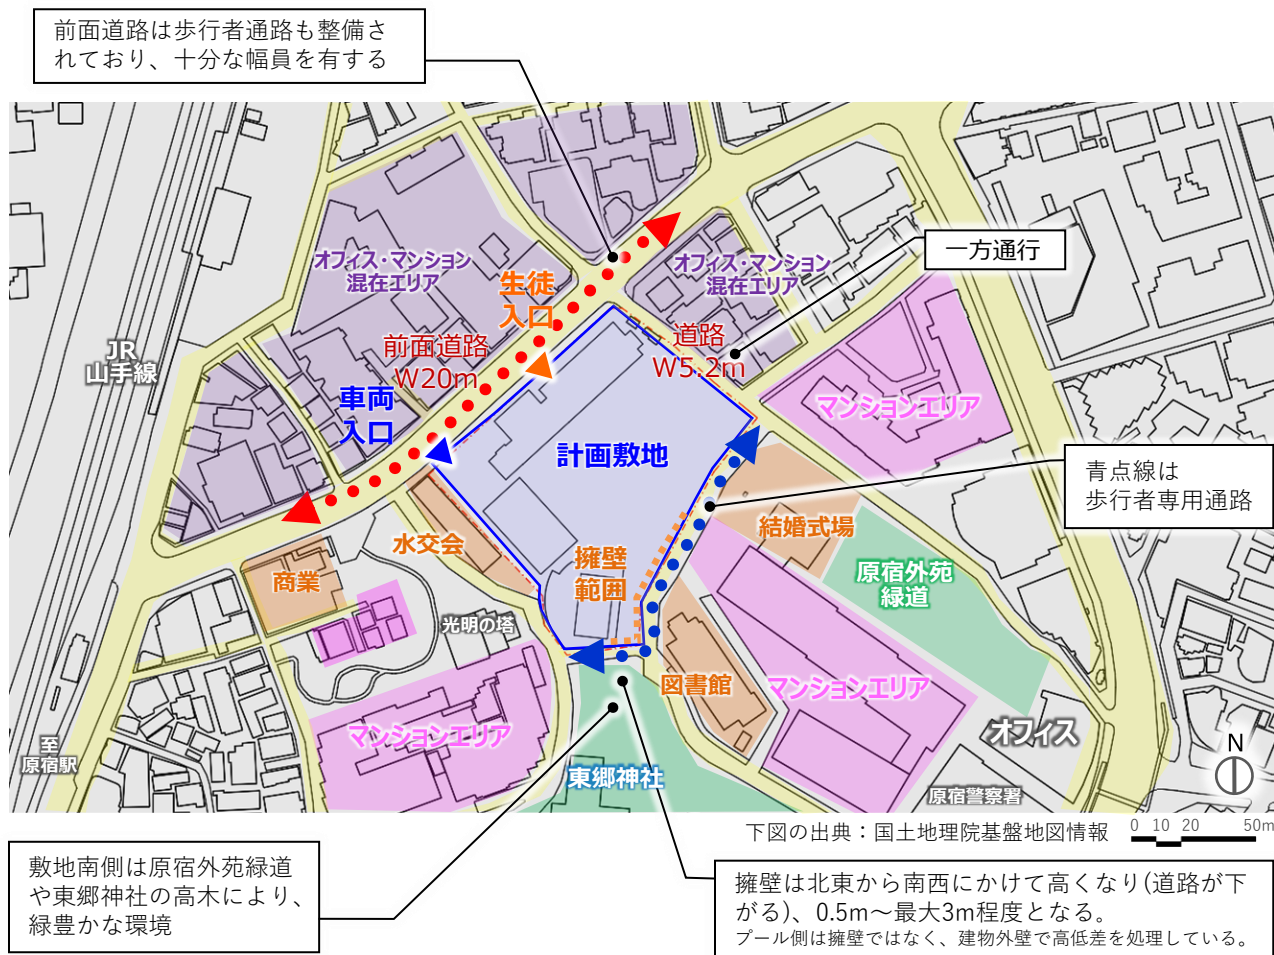 前面道路は歩行者通路も整備さ
れており、十分な幅員を有する
オフィス・マンション
混在エリア
生徒
入口
オフィス・マンション
混在エリア
一方通行
JR
山手線
前面道路
W20m
道路
W5.2m
車両
入口
マンションエリア
計画敷地
青点線は
歩行者専用通路
水交会
結婚式場
擁壁
範囲
原宿外苑
緑道
商業
光明の塔
図書館
マンションエリア
マンションエリア
オフィス
至
原宿駅
東郷神社
原宿警察署
N
下図の出典：国土地理院基盤地図情報
0 10 20 50m
敷地南側は原宿外苑緑道
や東郷神社の高木により、
緑豊かな環境
擁壁は北東から南西にかけて高くなり(道路が下
がる)、0.5m～最大3m程度となる。
プール側は擁壁ではなく、建物外壁で高低差を処理している。